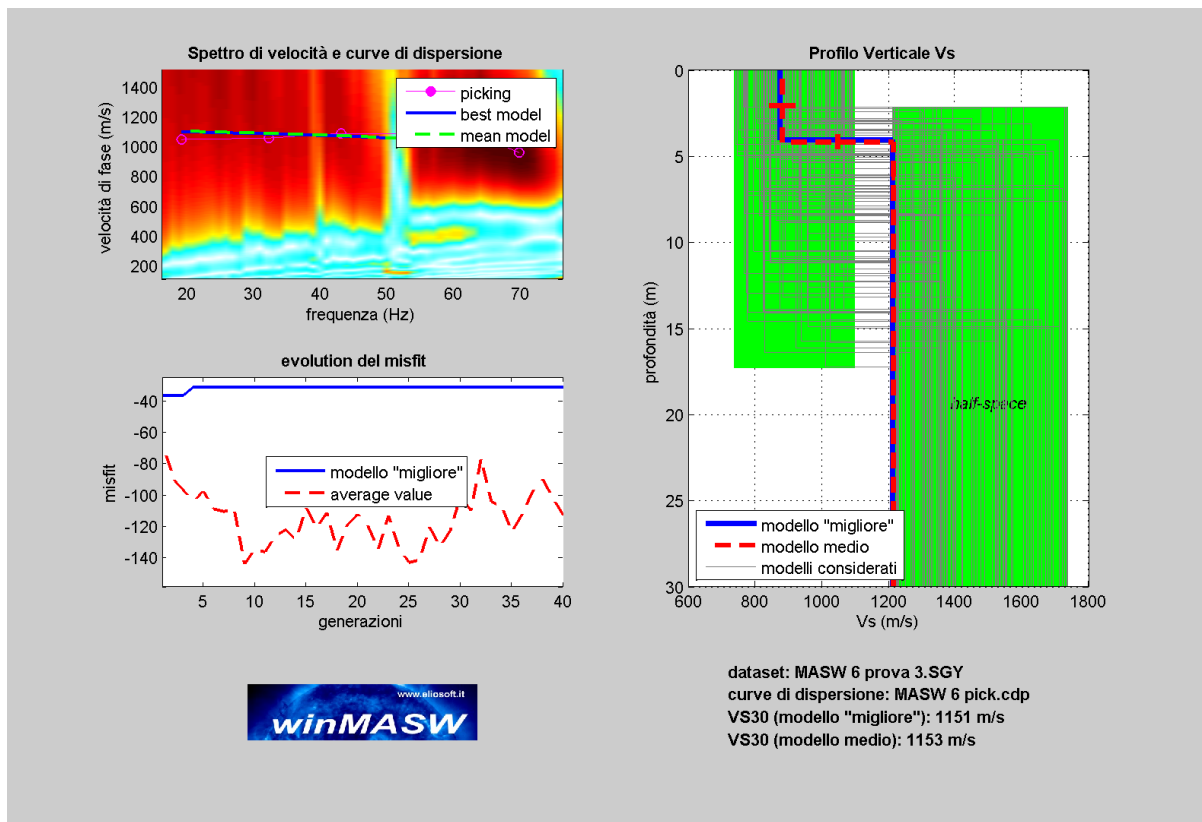 Spettro di velocità e curve di dispersione
velocità di fase (m/s)
1400
1200
1000
800
600
400
200
picking
best model
mean model
20
30
40
50
60
70
frequenza (Hz)
evolution del misfit
misfit
-40
-60
-80
-100
-120
-140
modello "migliore"
average value
5
10
15
20
25
30
35
40
generazioni
www.eliosoft.it
winMASW
Profilo Verticale Vs
profondità (m)
0
5
10
15
20
25
30
half-space
modello "migliore"
modello medio
modelli considerati
600
800
1000
1200
1400
1600
1800
Vs (m/s)
dataset: MASW 6 prova 3.SGY
curve di dispersione: MASW 6 pick.cdp
VS30 (modello "migliore"): 1151 m/s
VS30 (modello medio): 1153 m/s